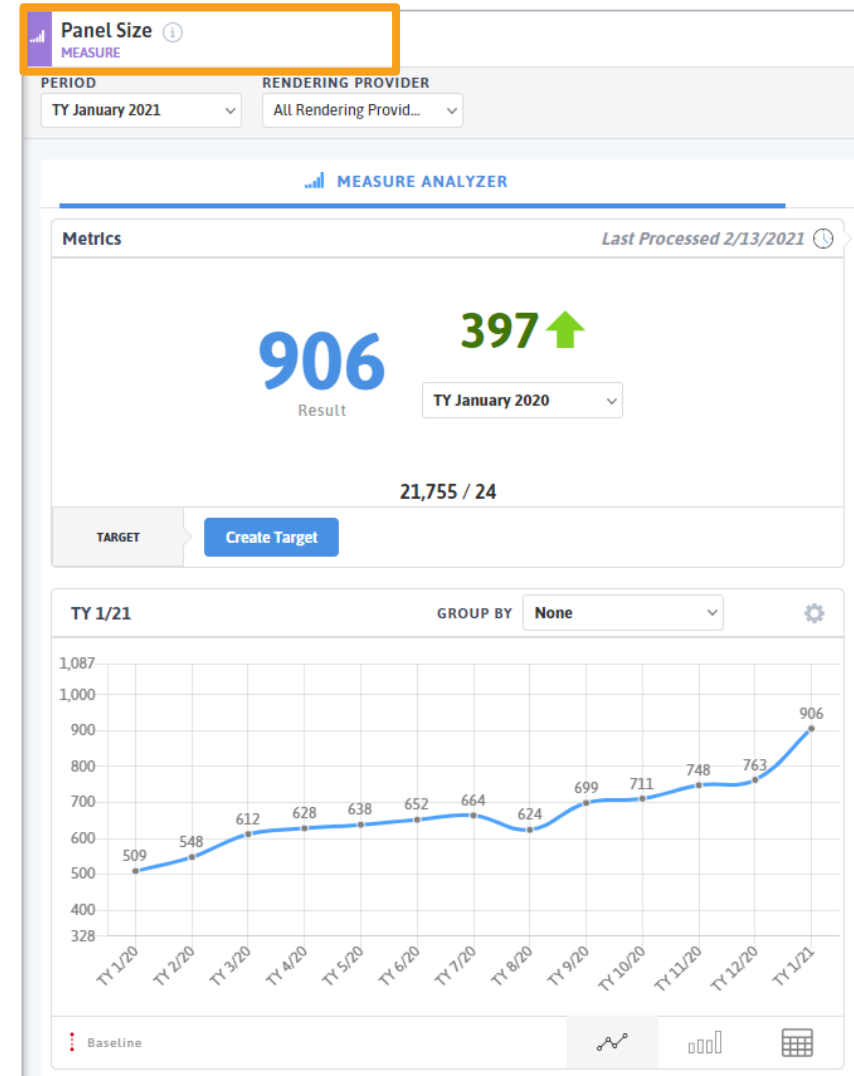 Panel Size
MEASURE
PERIOD RENDERING PROVIDER
TY January 2021 All Rendering Provid...
MEASURE ANALYZER
Metrics Last Processed 2/13/2021
906 397
Result TY January 2020
21,755 / 24
TARGET Create Target
TY 1/21 GROUP BY None
1,087
1,000
900
800
700
600
500
400
328
509 548 612 628 638 652 664 624 699 711 748 763 906
TY 1/20 TY 2/20 TY 3/20 TY 4/20 TY 5/20 TY 6/20 TY 7/20 TY 8/20 TY 9/20 TY 10/20 TY 11/20 TY 12/20 TY 1/21
Baseline